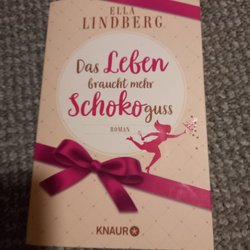 ELLA
LINDBERG
Das Leben
braucht mehr
Schokoguss
ROMAN
KNAUR